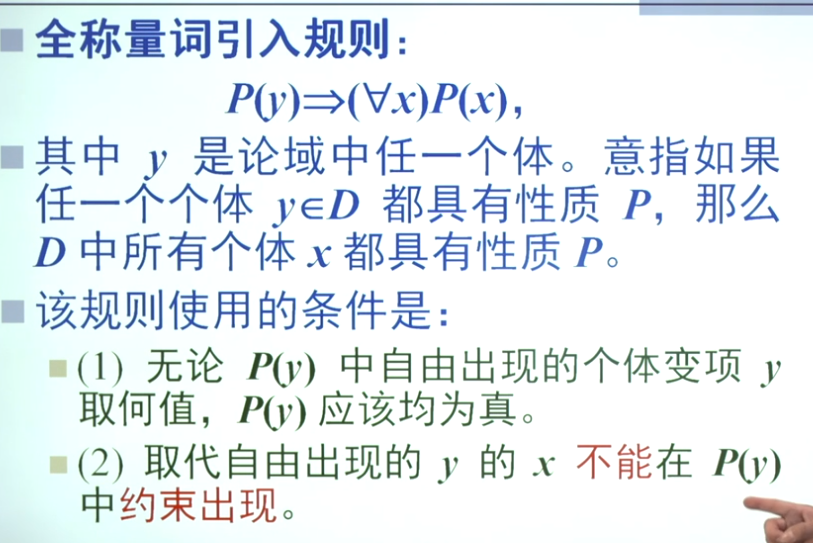 全称量词引入规则：
P(y)⇒(∀x)P(x)，
其中 y 是论域中任一个体。意指如果
任一个个体 y∈D 都具有性质 P，那么
D 中所有个体 x 都具有性质 P。
该规则使用的条件是：
(1) 无论 P(y) 中自由出现的个体变项 y
取何值，P(y) 应该均为真。
(2) 取代自由出现的 y 的 x 不能在 P(y)
中约束出现。